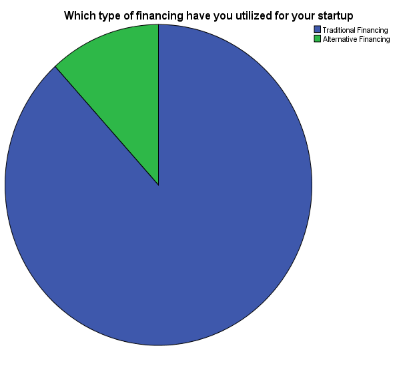 Which type of financing have you utilized for your startup
Traditional Financing
Alternative Financing